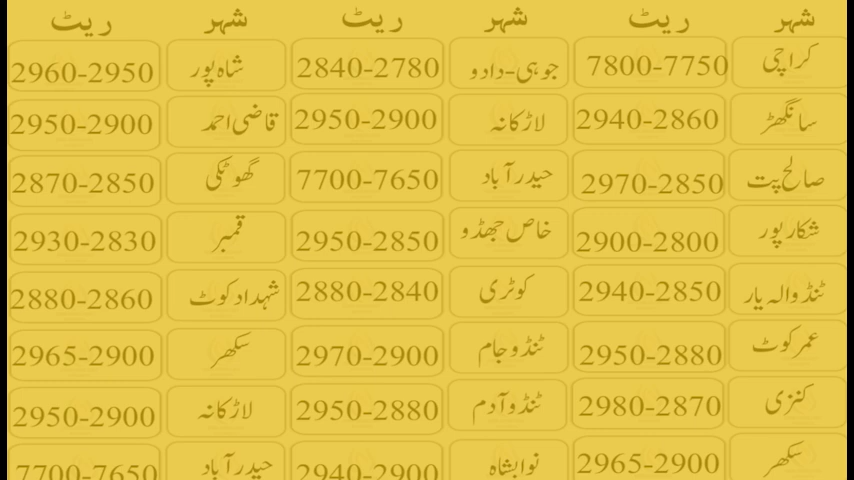 شہر ریٹ شہر ریٹ شہر ریٹ
کراچی 7800-7750 جوہی-دادو 2840-2780 شاہ پور 2960-2950
سانگھڑ 2940-2860 لاڑکانہ 2950-2900 قاضی احمد 2950-2900
صالح پت 2970-2850 حیدرآباد 7700-7650 گھوٹکی 2870-2850
شکارپور 2900-2800 خاص جھڈو 2950-2850 قمبر 2930-2830
ٹنڈوالہ یار 2940-2850 کوٹری 2880-2840 شہدادکوٹ 2880-2860
عمرکوٹ 2950-2880 ٹنڈوجام 2970-2900 سکھر 2965-2900
کنزی 2980-2870 ٹنڈوآدم 2950-2880 لاڑکانہ 2950-2900
سکھر 2965-2900 نوابشاہ 2940-2900 حیدرآباد 7700-7650